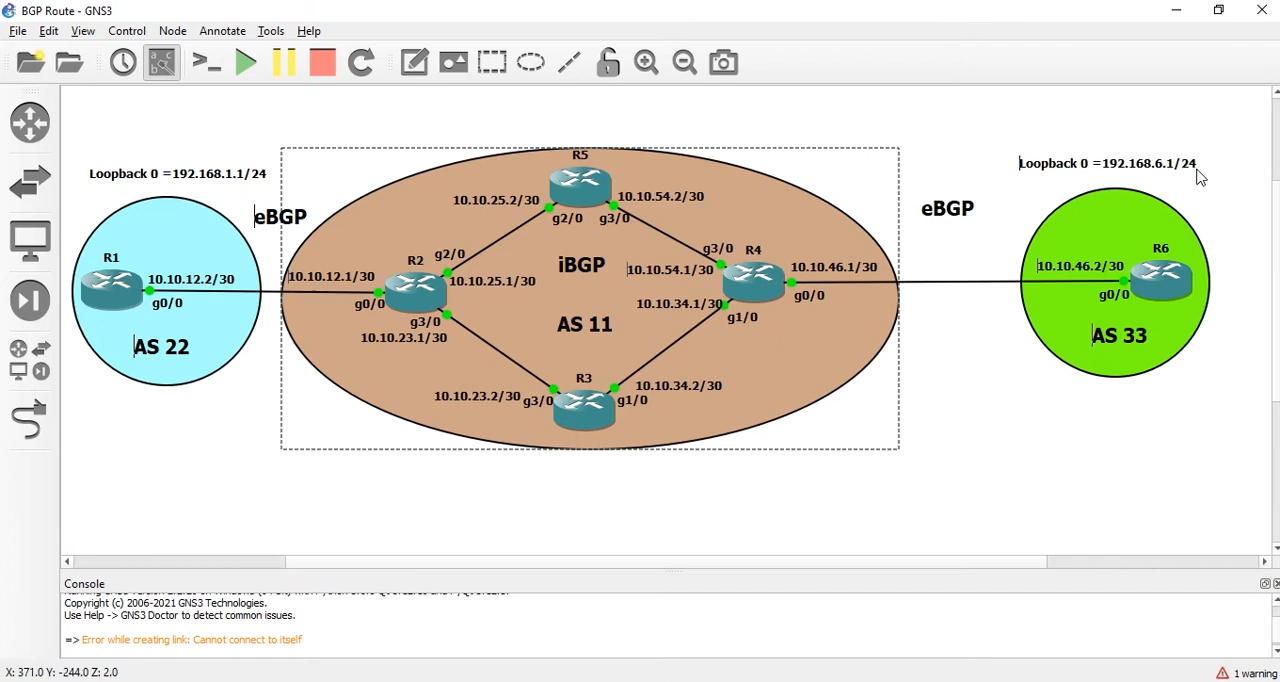 BGP Route - GNS3
File Edit View Control Node Annotate Tools Help
Loopback 0 =192.168.1.1/24
Loopback 0 =192.168.6.1/24
eBGP
eBGP
R5
10.10.25.2/30
10.10.54.2/30
g2/0
g3/0
R1
10.10.12.2/30
g0/0
AS 22
R2
g2/0
10.10.12.1/30
10.10.25.1/30
g0/0
g3/0
10.10.23.1/30
iBGP
AS 11
g3/0
R4
10.10.54.1/30
10.10.46.1/30
g0/0
10.10.34.1/30
g1/0
R3
10.10.34.2/30
10.10.23.2/30
g3/0
g1/0
R6
10.10.46.2/30
g0/0
AS 33
Console
Copyright (c) 2006-2021 GNS3 Technologies.
Use Help -> GNS3 Doctor to detect common issues.
=> Error while creating link: Cannot connect to itself
X: 371.0 Y: -244.0 Z: 2.0
1 warning